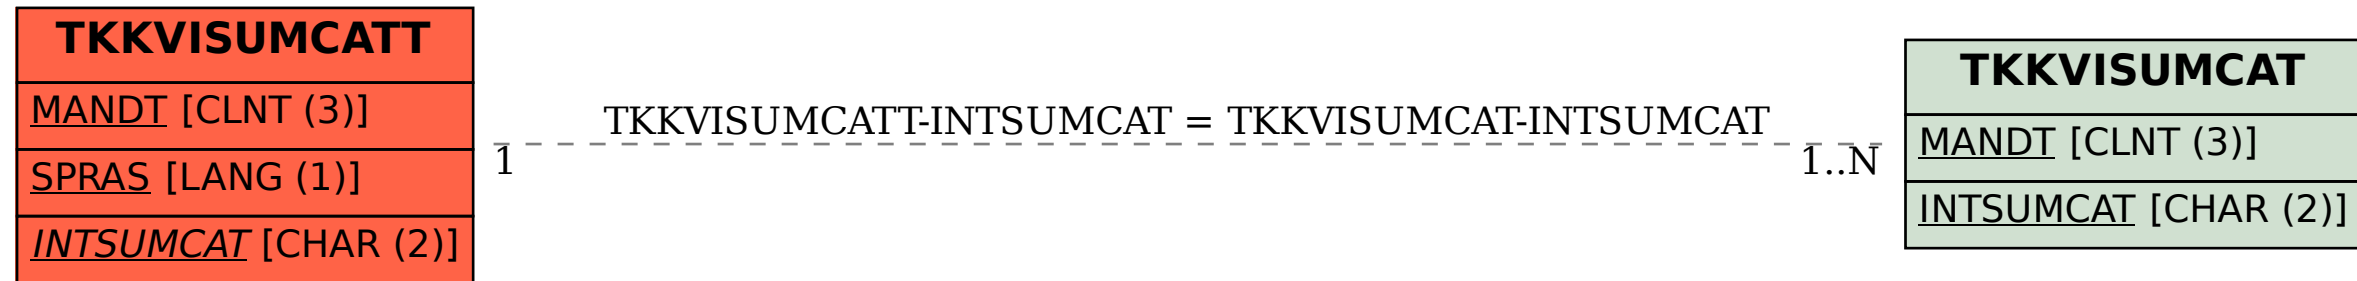 TKKVISUMCATT
MANDT [CLNT (3)]
SPRAS [LANG (1)]
INTSUMCAT [CHAR (2)]
TKKVISUMCATT-INTSUMCAT = TKKVISUMCAT-INTSUMCAT
1
1..N
TKKVISUMCAT
MANDT [CLNT (3)]
INTSUMCAT [CHAR (2)]